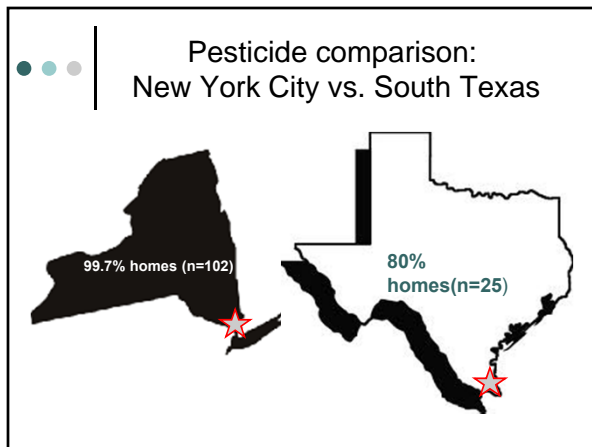 Pesticide comparison:
New York City vs. South Texas
99.7% homes (n=102)
80%
homes(n=25)